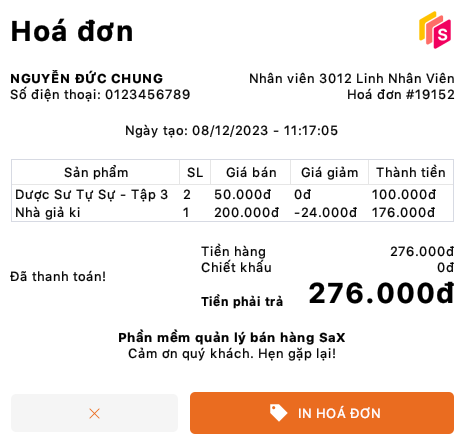 Hoá đơn
S
NGUYỄN ĐỨC CHUNG
Số điện thoại: 0123456789
Nhân viên 3012 Linh Nhân Viên
Hoá đơn #19152
Ngày tạo: 08/12/2023 - 11:17:05
Sản phẩm SL Giá bán Giá giảm Thành tiền
Dược Sư Tự Sự - Tập 3 2 50.000đ 0đ 100.000đ
Nhà giả ki 1 200.000đ -24.000đ 176.000đ
Đã thanh toán!
Tiền hàng 276.000đ
Chiết khấu 0đ
Tiền phải trả 276.000đ
Phần mềm quản lý bán hàng SaX
Cảm ơn quý khách. Hẹn gặp lại!
IN HOÁ ĐƠN